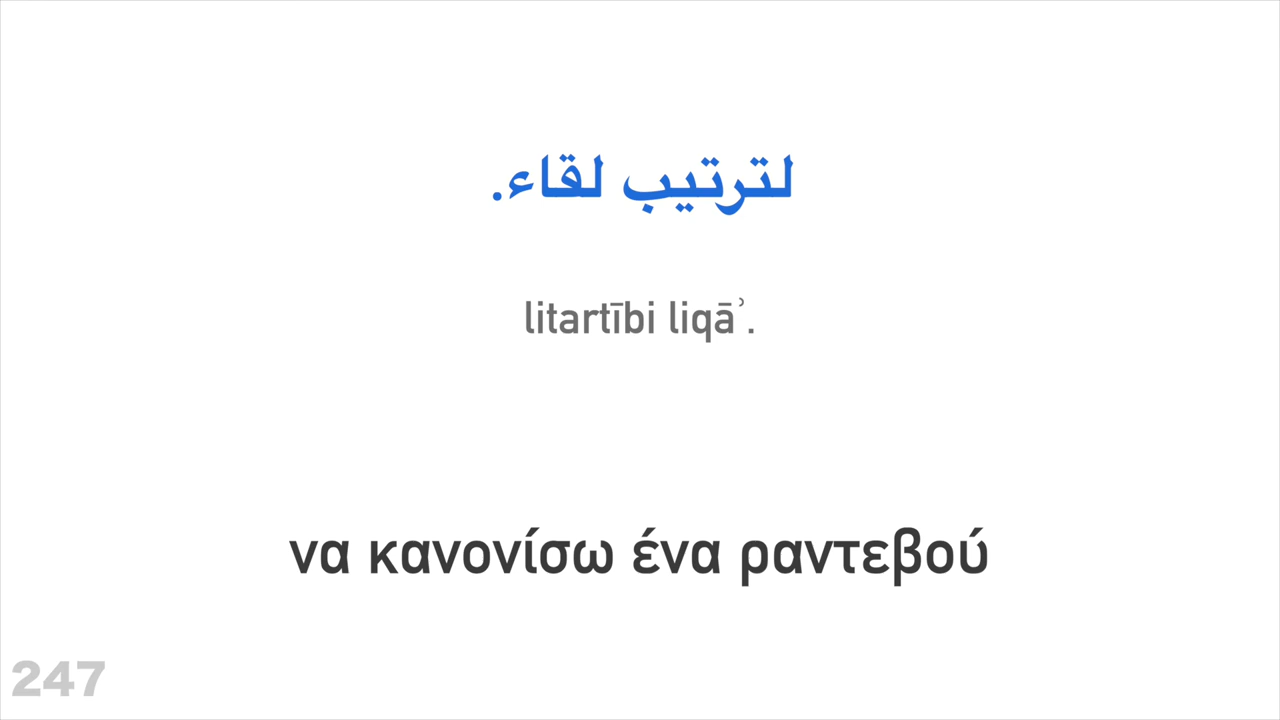 لترتيب لقاء.
litartībi liqāʾ.
να κανονίσω ένα ραντεβού
247